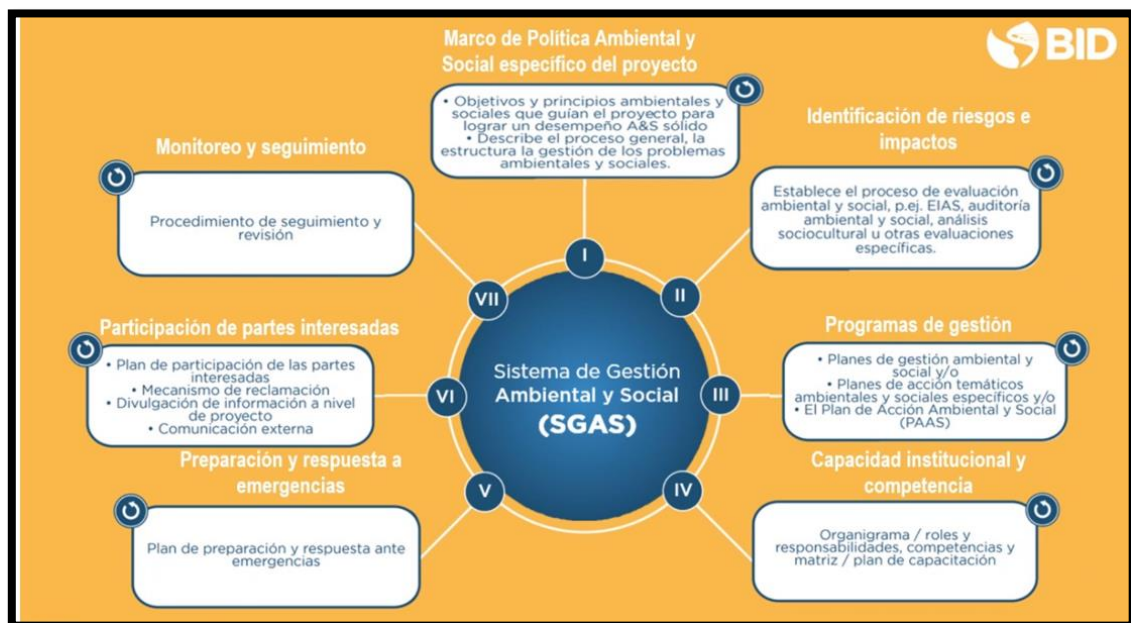 BID
Marco de Política Ambiental y
Social específico del proyecto
• Objetivos y principios ambientales y
sociales que guían el proyecto para
lograr un desempeño A&S sólido
• Describe el proceso general, la
estructura la gestión de los problemas
ambientales y sociales.
Identificación de riesgos e
impactos
Establece el proceso de evaluación
ambiental y social, p.ej. EIAS, auditoría
ambiental y social, análisis
sociocultural u otras evaluaciones
específicas.
Programas de gestión
• Planes de gestión ambiental y
social y/o
• Planes de acción temáticos
ambientales y sociales específicos y/o
• El Plan de Acción Ambiental y Social
(PAAS)
Capacidad institucional y
competencia
Organigrama / roles y
responsabilidades, competencias y
matriz / plan de capacitación
Preparación y respuesta a
emergencias
Plan de preparación y respuesta ante
emergencias
Participación de partes interesadas
• Plan de participación de las partes
interesadas
• Mecanismo de reclamación
• Divulgación de información a nivel
de proyecto
• Comunicación externa
Monitoreo y seguimiento
Procedimiento de seguimiento y
revisión
I
II
III
IV
V
VI
VII
Sistema de Gestión
Ambiental y Social
(SGAS)